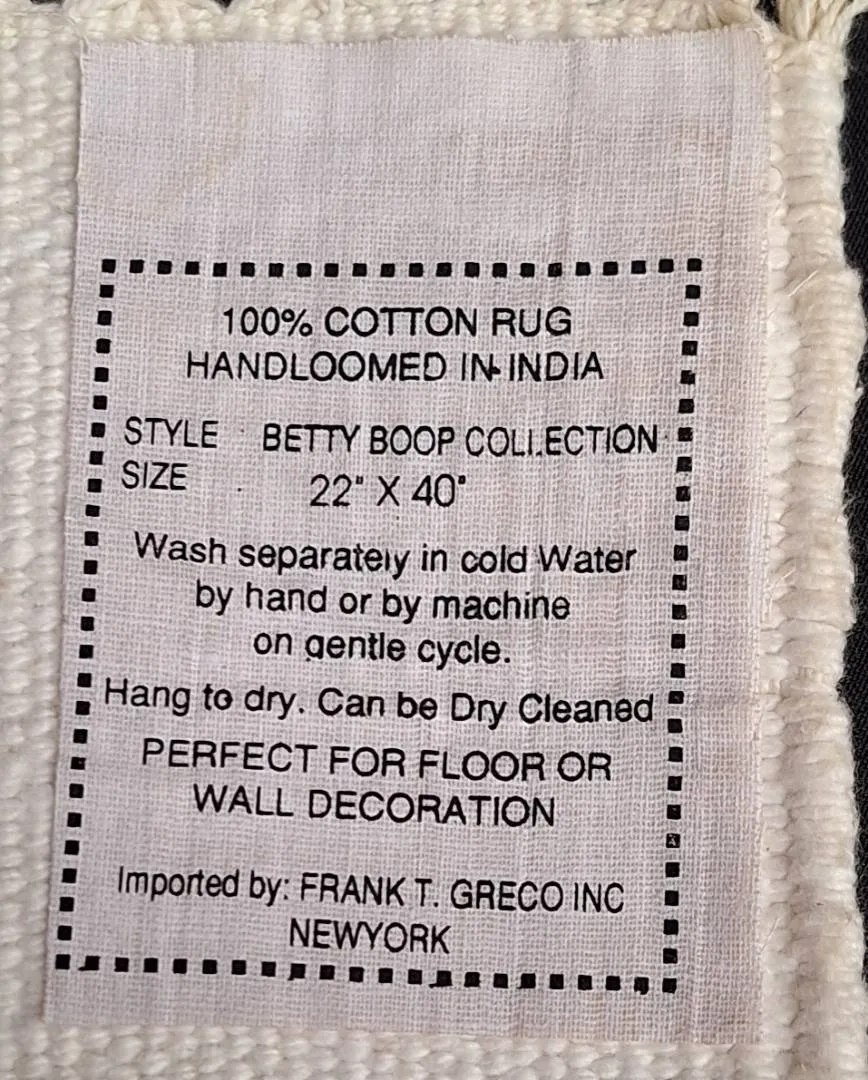 100% COTTON RUG
HANDLOOMED IN INDIA
STYLE BETTY BOOP COLLECTION
SIZE 22" X 40"
Wash separately in cold Water
by hand or by machine
on gentle cycle.
Hang to dry. Can be Dry Cleaned
PERFECT FOR FLOOR OR
WALL DECORATION
Imported by: FRANK T. GRECO INC
NEWYORK